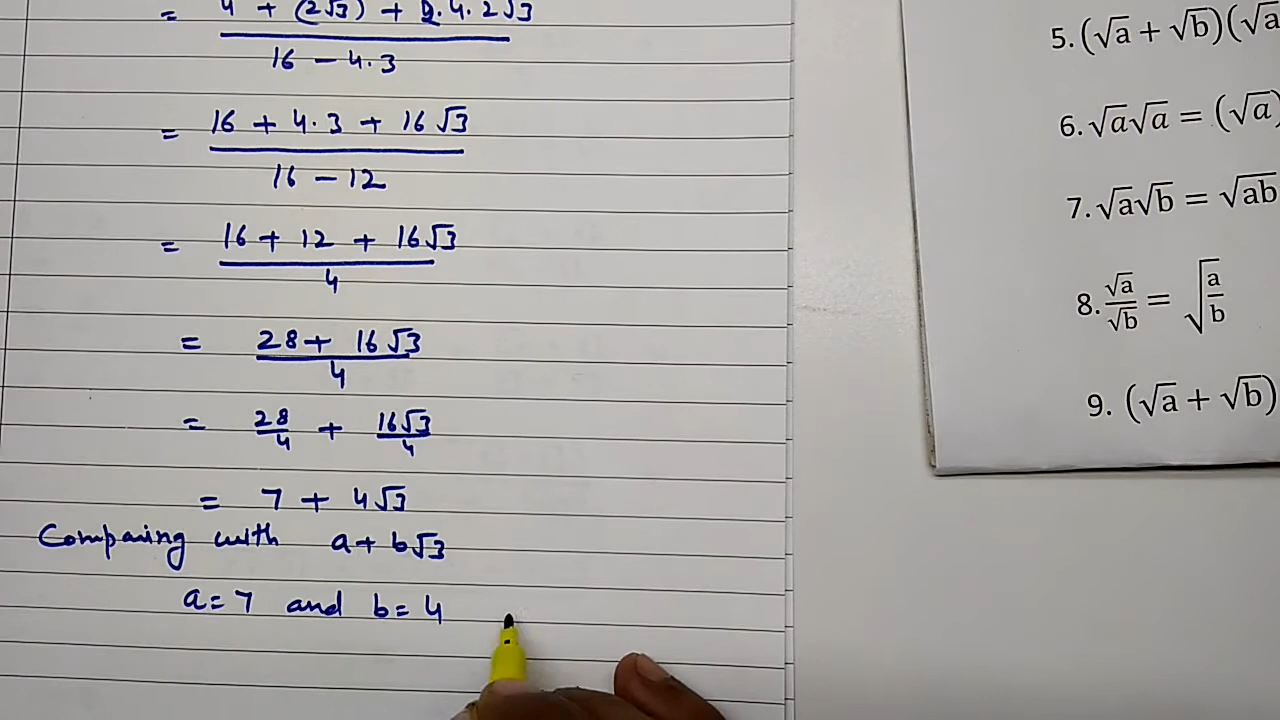 = 4 + (2√3) + 2.4.2√3
16 - 4.3
= 16 + 4.3 + 16√3
16 - 12
= 16 + 12 + 16√3
4
= 28 + 16√3
4
= 28/4 + 16√3/4
= 7 + 4√3
Comparing with a + b√3
a = 7 and b = 4
5. (√a + √b)(√a
6. √a√a = (√a)
7. √a√b = √ab
8. √a/√b = √a/b
9. (√a + √b)